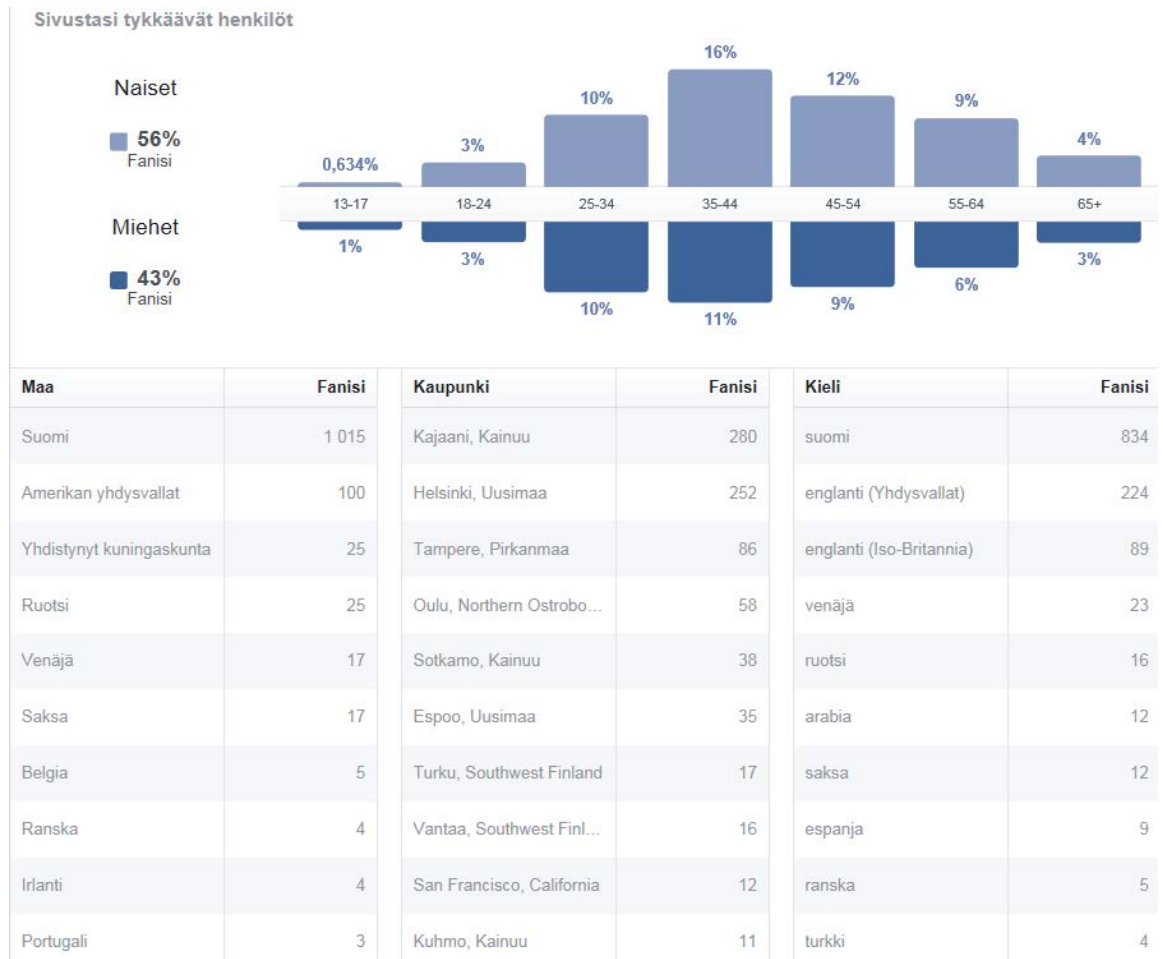 Sivustasi tykkäävät henkilöt
Naiset
56%
Fanisi
0,634% 3% 10% 16% 12% 9% 4%
13-17 18-24 25-34 35-44 45-54 55-64 65+
Miehet
43%
Fanisi
1% 3% 10% 11% 9% 6% 3%
Maa Fanisi Kaupunki Fanisi Kieli Fanisi
Suomi 1 015 Kajaani, Kainuu 280 suomi 834
Amerikan yhdysvallat 100 Helsinki, Uusimaa 252 englanti (Yhdysvallat) 224
Yhdistynyt kuningaskunta 25 Tampere, Pirkanmaa 86 englanti (Iso-Britannia) 89
Ruotsi 25 Oulu, Northern Ostrobo... 58 venäjä 23
Venäjä 17 Sotkamo, Kainuu 38 ruotsi 16
Saksa 17 Espoo, Uusimaa 35 arabia 12
Belgia 5 Turku, Southwest Finland 17 saksa 12
Ranska 4 Vantaa, Southwest Finl... 16 espanja 9
Irlanti 4 San Francisco, California 12 ranska 5
Portugali 3 Kuhmo, Kainuu 11 turkki 4